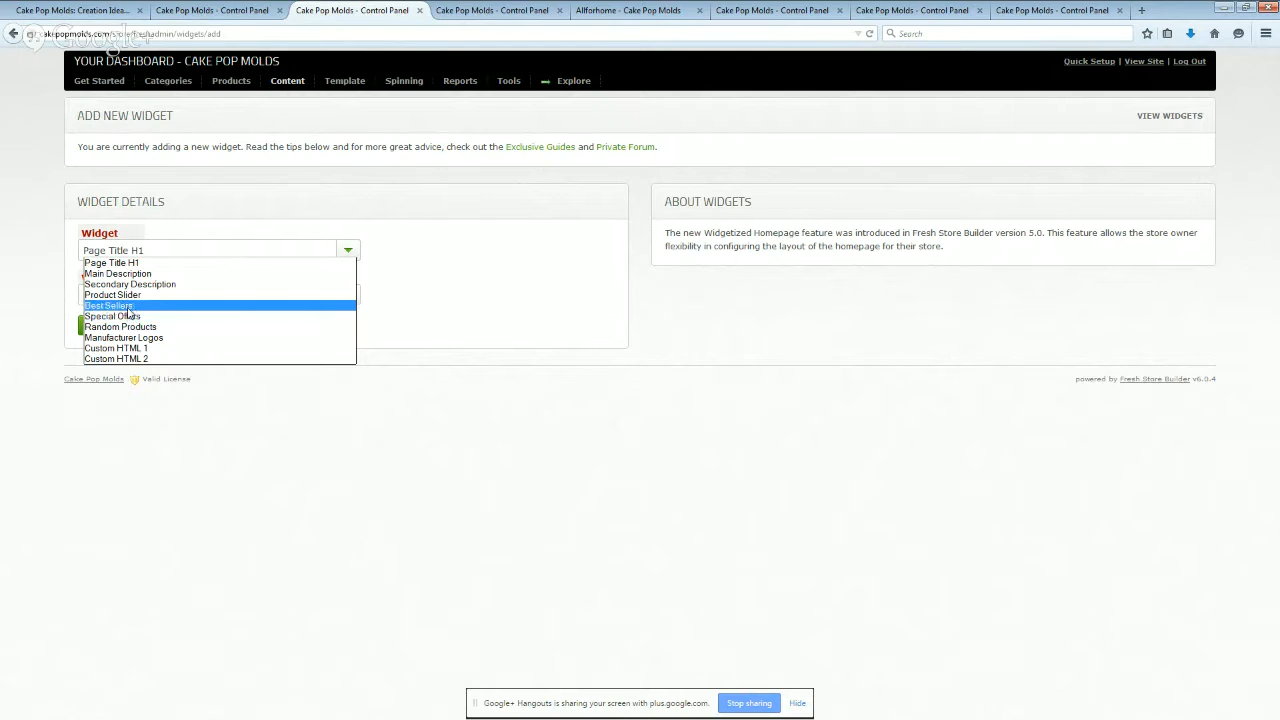 Cake Pop Molds: Creation Idea... × Cake Pop Molds - Control Panel × Cake Pop Molds - Control Panel × Cake Pop Molds - Control Panel × Allforhome - Cake Pop Molds × Cake Pop Molds - Control Panel × Cake Pop Molds - Control Panel × Cake Pop Molds - Control Panel × +
Google+
Search
YOUR DASHBOARD - CAKE POP MOLDS
Quick Setup | View Site | Log Out
Get Started Categories Products Content Template Spinning Reports Tools Explore
ADD NEW WIDGET
VIEW WIDGETS
You are currently adding a new widget. Read the tips below and for more great advice, check out the Exclusive Guides and Private Forum.
WIDGET DETAILS
Widget
Page Title H1
Page Title H1
Main Description
Secondary Description
Product Slider
Best Sellers
Special Offers
Random Products
Manufacturer Logos
Custom HTML 1
Custom HTML 2
ABOUT WIDGETS
The new Widgetized Homepage feature was introduced in Fresh Store Builder version 5.0. This feature allows the store owner
flexibility in configuring the layout of the homepage for their store.
Cake Pop Molds Valid License
powered by Fresh Store Builder v6.0.4
Google+ Hangouts is sharing your screen with plus.google.com. Stop sharing Hide